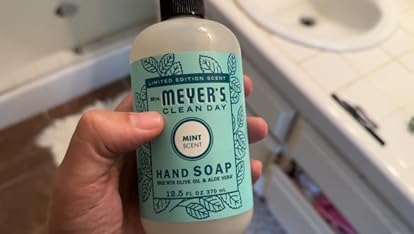 LIMITED EDITION SCENT
Mrs. MEYER'S
CLEAN DAY
MINT
SCENT
HAND SOAP
MADE WITH OLIVE OIL & ALOE VERA
12.5 FL OZ 370 mL